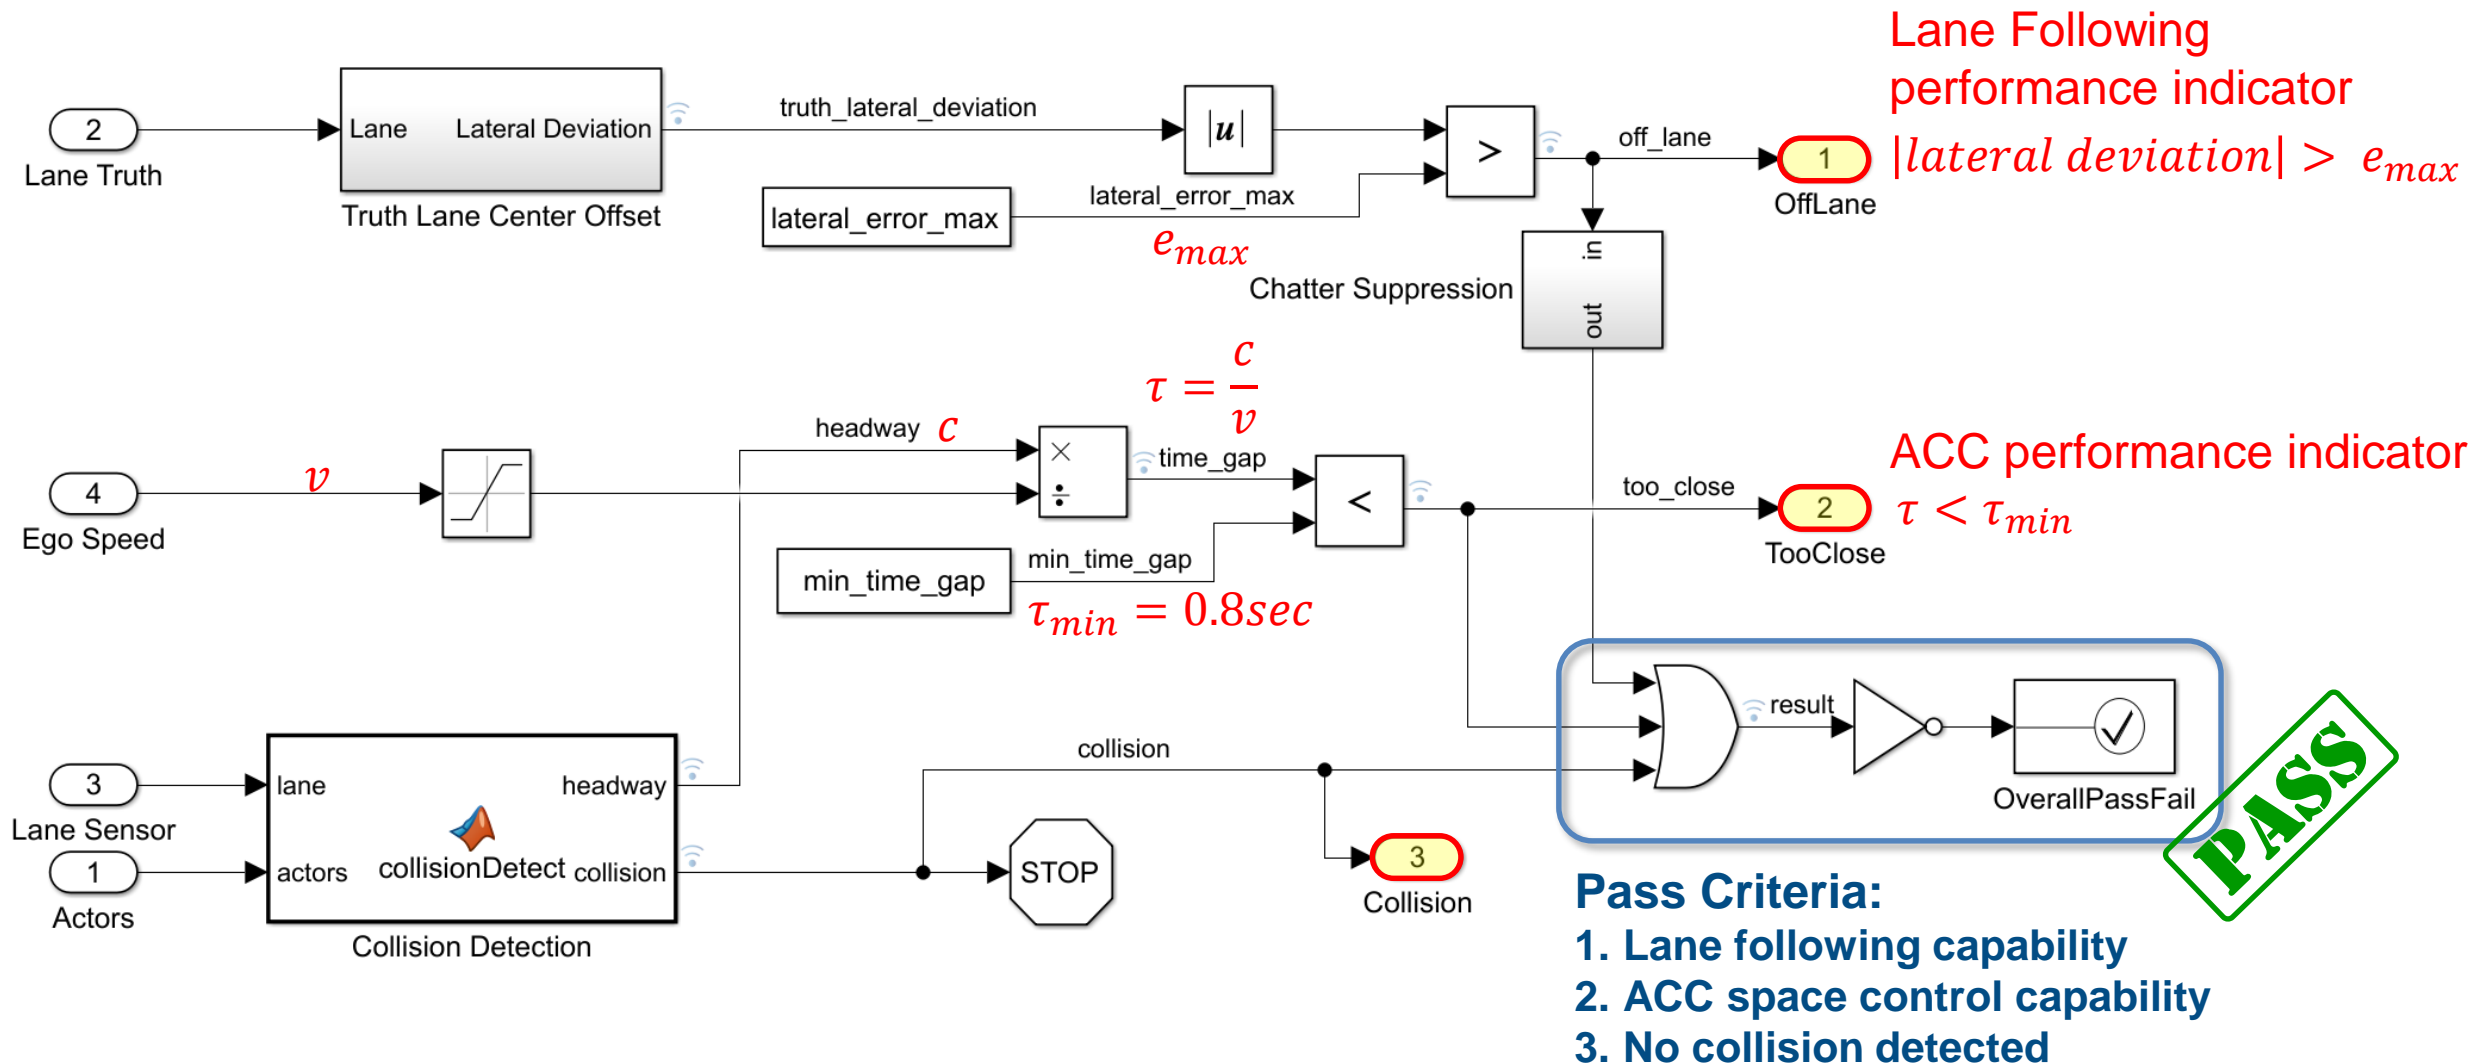 Lane Following
performance indicator
|lateral deviation| > e_max
2
Lane Truth
Lane
Lateral Deviation
Truth Lane Center Offset
truth_lateral_deviation
|u|
lateral_error_max
lateral_error_max
e_max
>
off_lane
1
OffLane
in
out
Chatter Suppression
τ = c/v
headway c
v
4
Ego Speed
×
÷
time_gap
min_time_gap
min_time_gap
τ_min = 0.8sec
<
too_close
2
TooClose
ACC performance indicator
τ < τ_min
3
Lane Sensor
1
Actors
lane
actors
headway
collisionDetect
collision
Collision Detection
collision
STOP
3
Collision
result
OverallPassFail
PASS
Pass Criteria:
1. Lane following capability
2. ACC space control capability
3. No collision detected